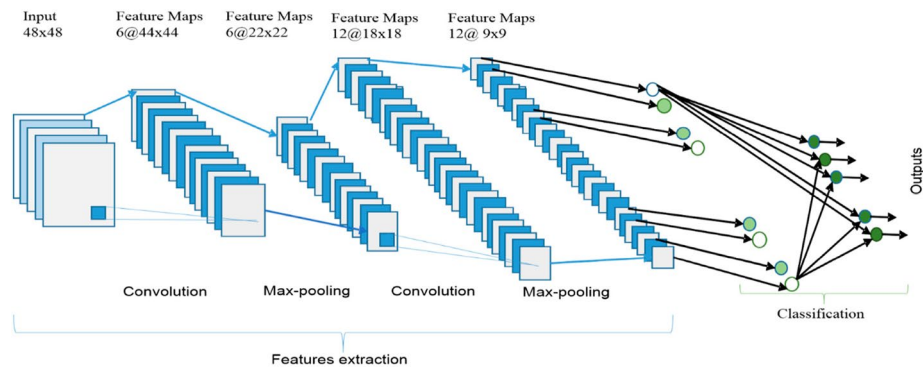 Input
48x48
Feature Maps
6@44x44
Feature Maps
6@22x22
Feature Maps
12@18x18
Feature Maps
12@ 9x9
Outputs
Convolution
Max-pooling
Convolution
Max-pooling
Classification
Features extraction